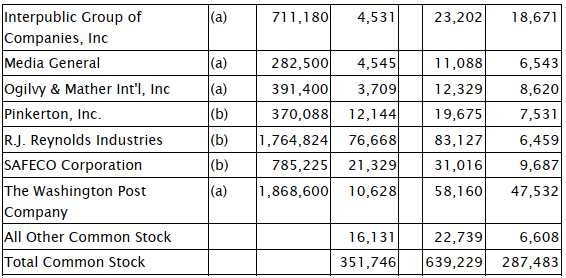 Interpublic Group of (a) 711,180 4,531 23,202 18,671
Companies, Inc
Media General (a) 282,500 4,545 11,088 6,543
Ogilvy & Mather Int'l, Inc (a) 391,400 3,709 12,329 8,620
Pinkerton, Inc. (b) 370,088 12,144 19,675 7,531
R.J. Reynolds Industries (b) 1,764,824 76,668 83,127 6,459
SAFECO Corporation (b) 785,225 21,329 31,016 9,687
The Washington Post (a) 1,868,600 10,628 58,160 47,532
Company
All Other Common Stock 16,131 22,739 6,608
Total Common Stock 351,746 639,229 287,483